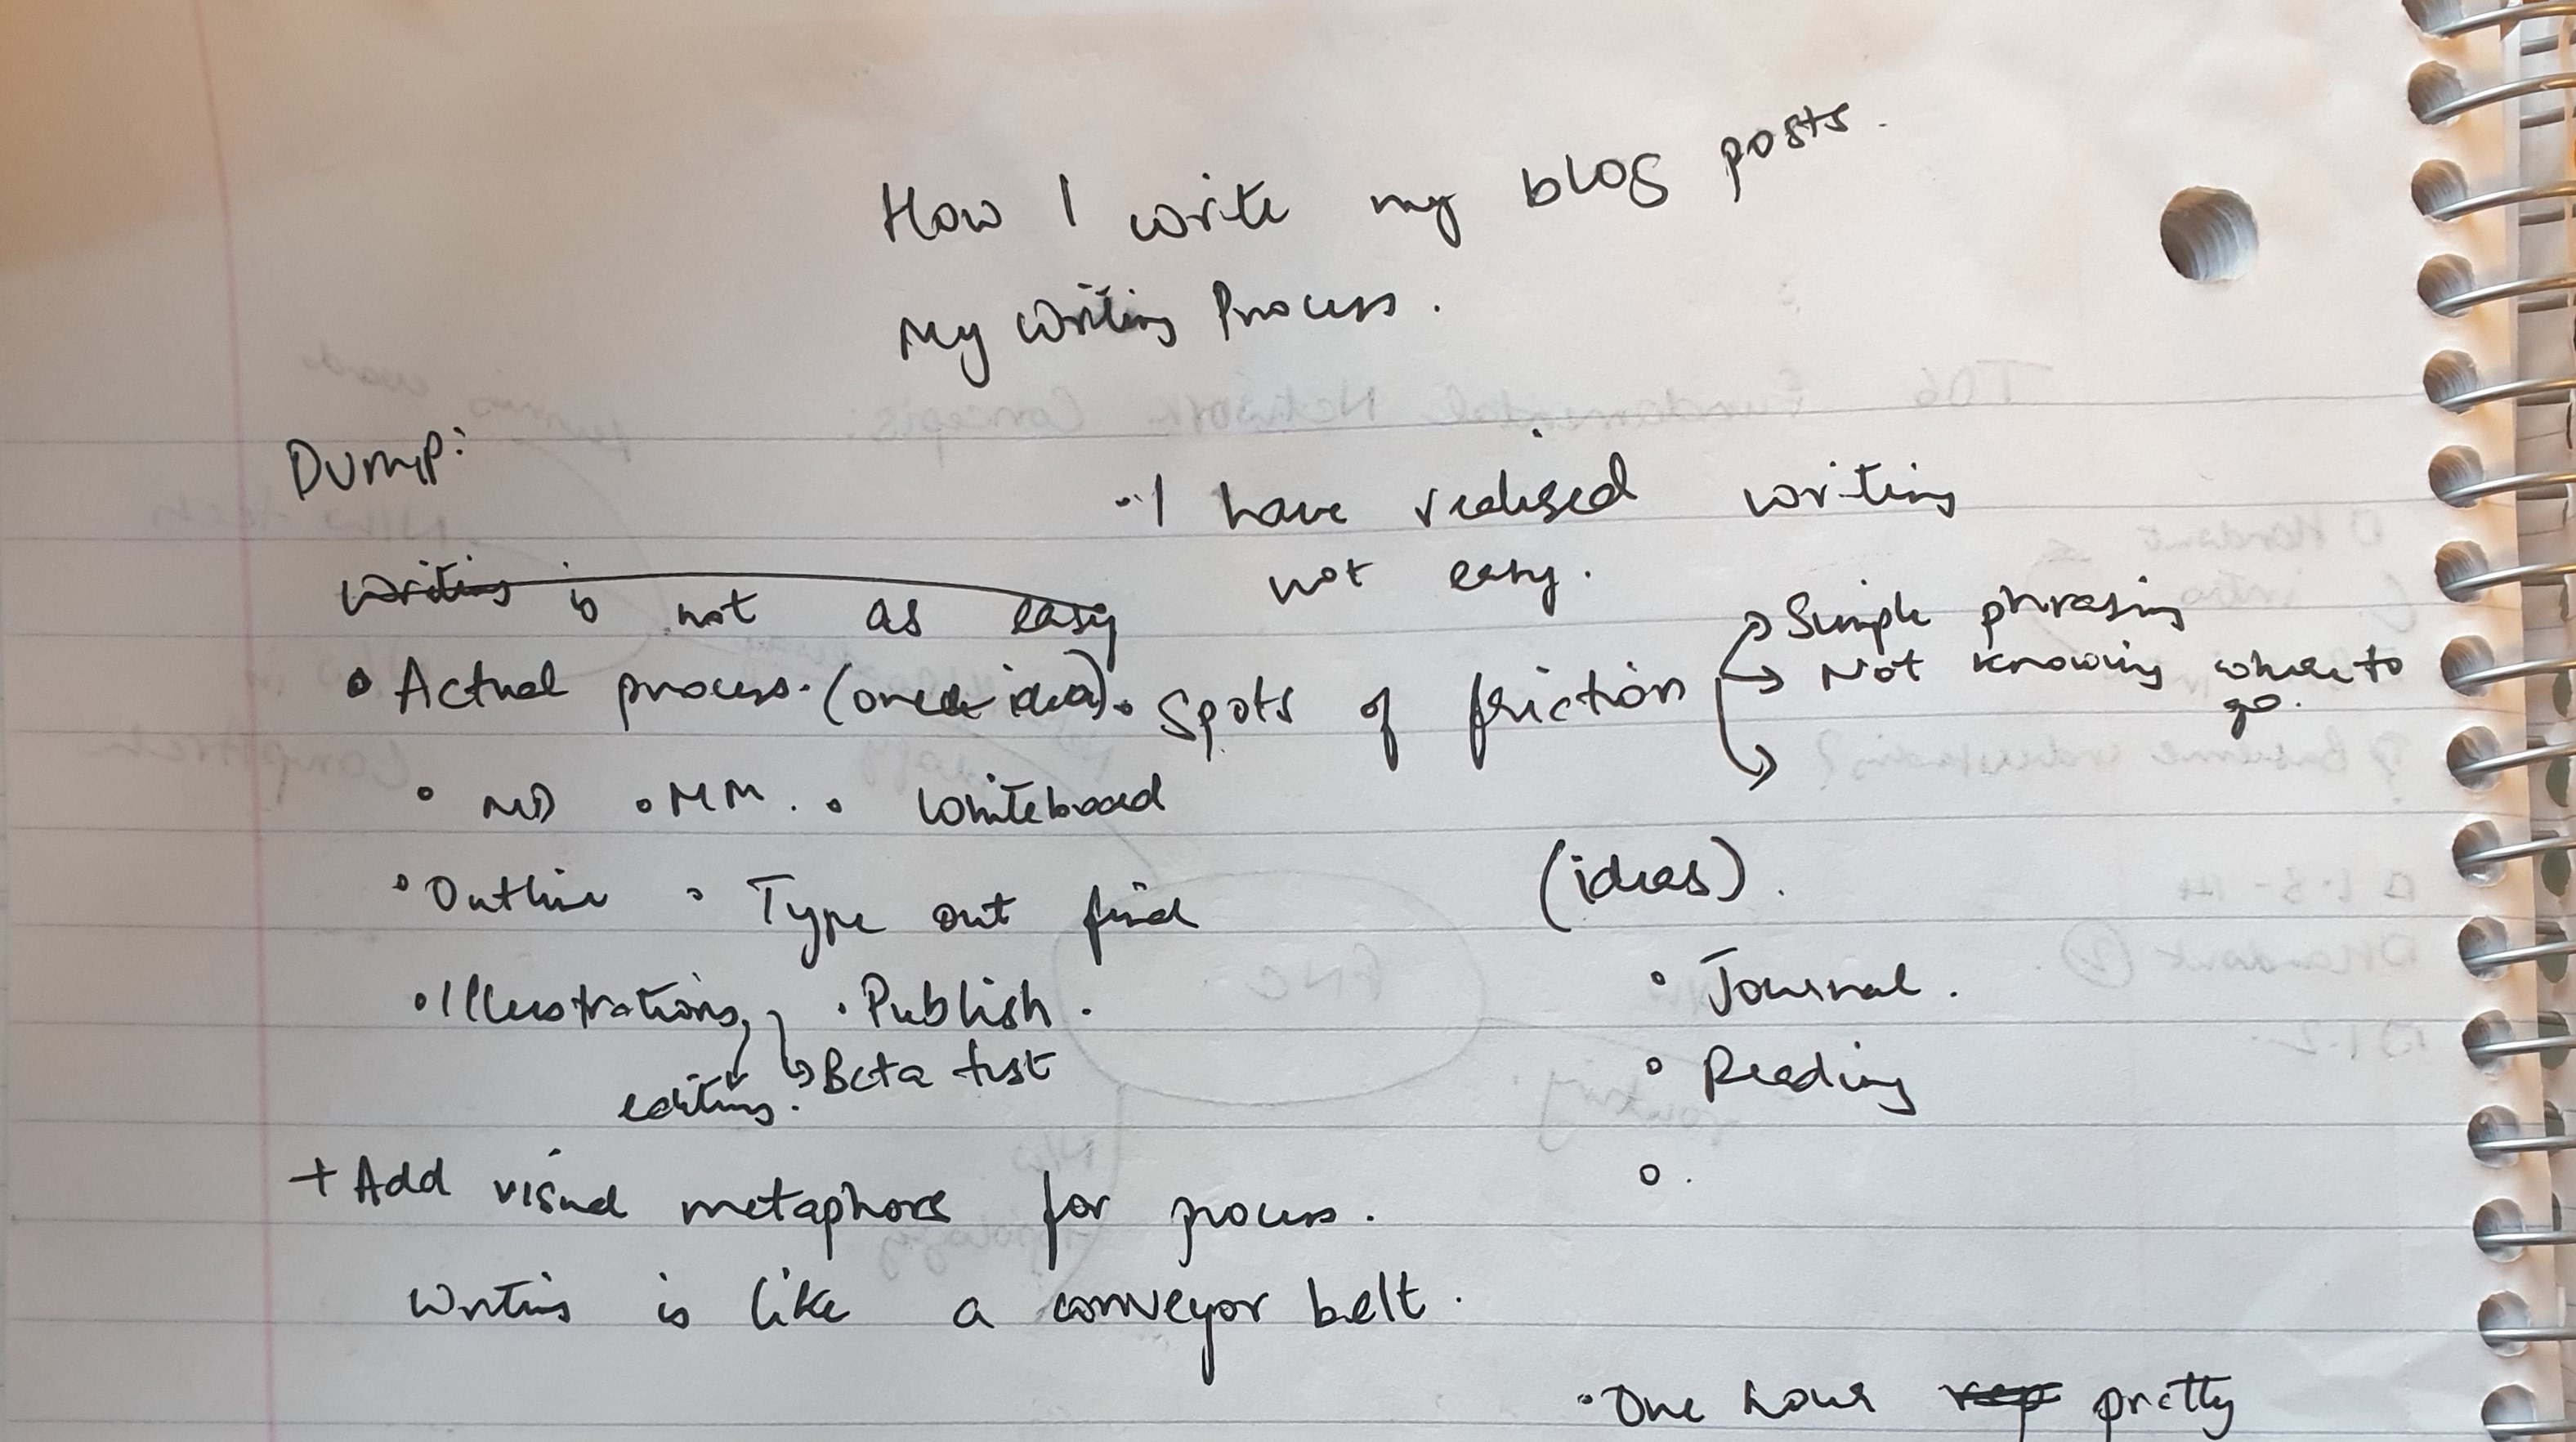 How I write my blog posts.
My Writing Process.
Dump:
Writing is not as easy
• I have realised writing
not easy.
• Actual process. (once idea)
• Spots of friction
→ Simple phrasing
→ Not knowing where to
go.
• MD • MM. • Whiteboard
• Outline • Type out final
• Illustrations, • Publish.
editing. → Beta test
(ideas).
• Journal.
• Reading
+ Add visual metaphors for process.
Writing is like a conveyor belt.
• One hour pretty